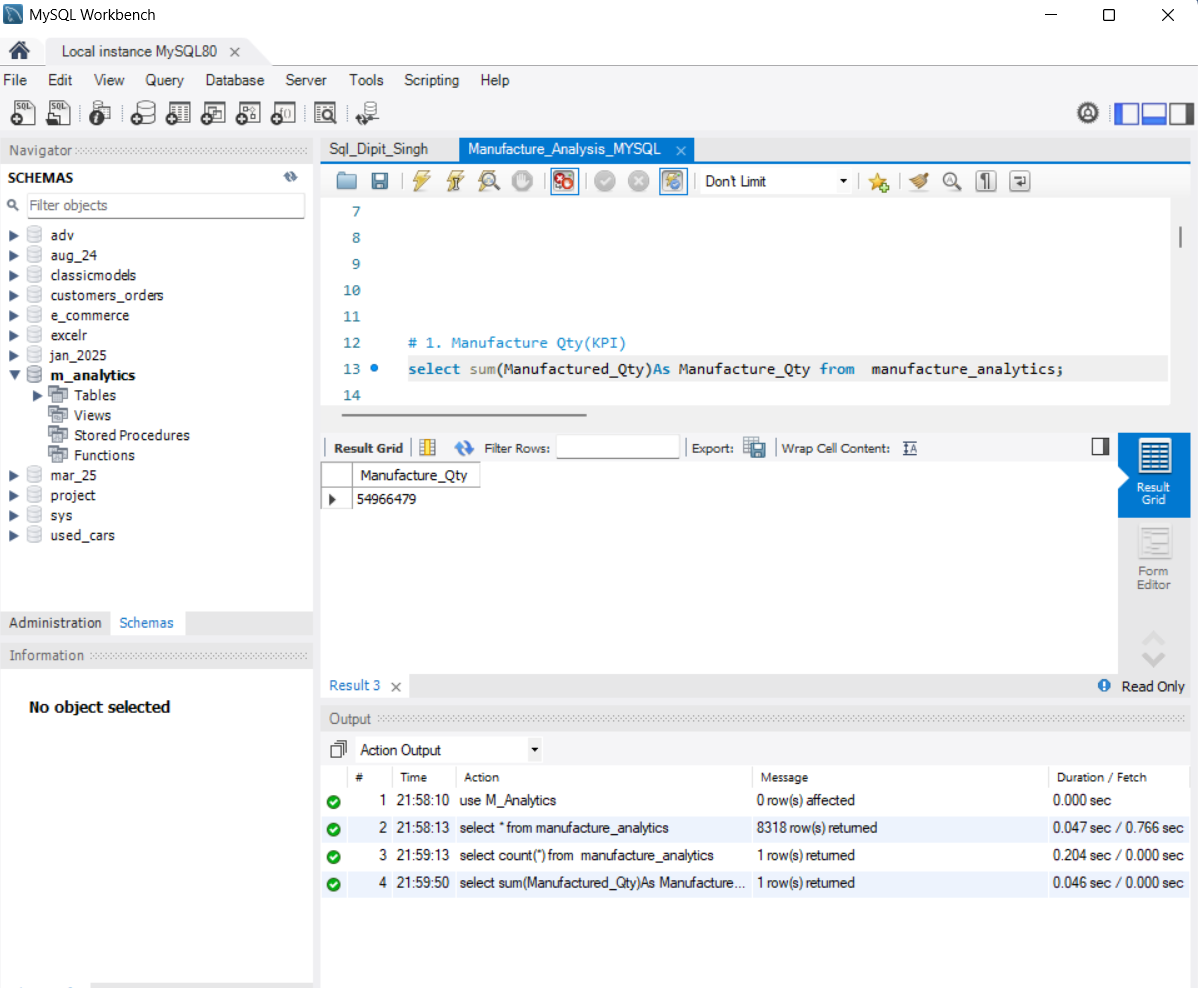 MySQL Workbench
Local instance MySQL80
File Edit View Query Database Server Tools Scripting Help
Navigator
SCHEMAS
Filter objects
adv
aug_24
classicmodels
customers_orders
e_commerce
excelr
jan_2025
m_analytics
Tables
Views
Stored Procedures
Functions
mar_25
project
sys
used_cars
Administration Schemas
Information
No object selected
Sql_Dipit_Singh Manufacture_Analysis_MYSQL
Don't Limit
7
8
9
10
11
12 # 1. Manufacture Qty(KPI)
13 select sum(Manufactured_Qty)As Manufacture_Qty from  manufacture_analytics;
14
Result Grid Filter Rows: Export: Wrap Cell Content:
Manufacture_Qty
54966479
Result
Grid
Form
Editor
Result 3 Read Only
Output
Action Output
# Time Action Message Duration / Fetch
1 21:58:10 use M_Analytics 0 row(s) affected 0.000 sec
2 21:58:13 select * from manufacture_analytics 8318 row(s) returned 0.047 sec / 0.766 sec
3 21:59:13 select count(*) from  manufacture_analytics 1 row(s) returned 0.204 sec / 0.000 sec
4 21:59:50 select sum(Manufactured_Qty)As Manufacture... 1 row(s) returned 0.046 sec / 0.000 sec